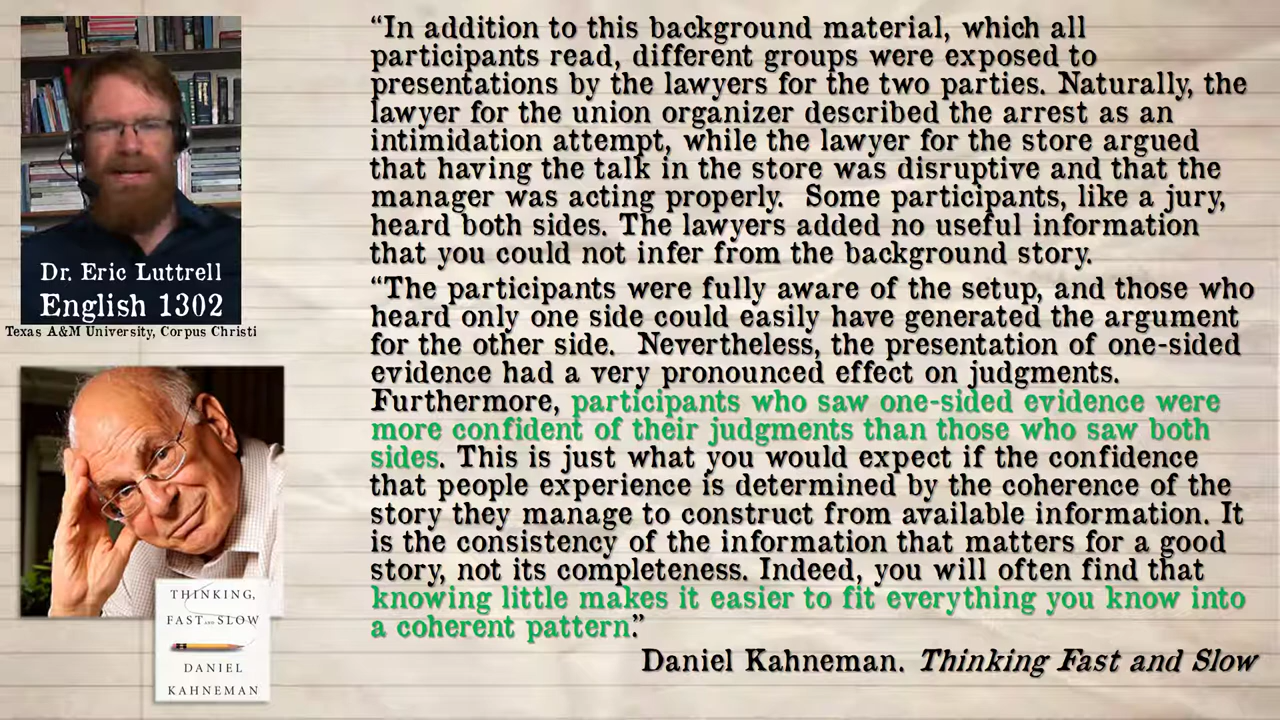 Dr. Eric Luttrell
English 1302
Texas A&M University, Corpus Christi
“In addition to this background material, which all
participants read, different groups were exposed to
presentations by the lawyers for the two parties. Naturally, the
lawyer for the union organizer described the arrest as an
intimidation attempt, while the lawyer for the store argued
that having the talk in the store was disruptive and that the
manager was acting properly. Some participants, like a jury,
heard both sides. The lawyers added no useful information
that you could not infer from the background story.
“The participants were fully aware of the setup, and those who
heard only one side could easily have generated the argument
for the other side. Nevertheless, the presentation of one-sided
evidence had a very pronounced effect on judgments.
Furthermore, participants who saw one-sided evidence were
more confident of their judgments than those who saw both
sides. This is just what you would expect if the confidence
that people experience is determined by the coherence of the
story they manage to construct from available information. It
is the consistency of the information that matters for a good
story, not its completeness. Indeed, you will often find that
knowing little makes it easier to fit everything you know into
a coherent pattern.”
Daniel Kahneman. Thinking Fast and Slow
THINKING,
FAST AND SLOW
DANIEL
KAHNEMAN